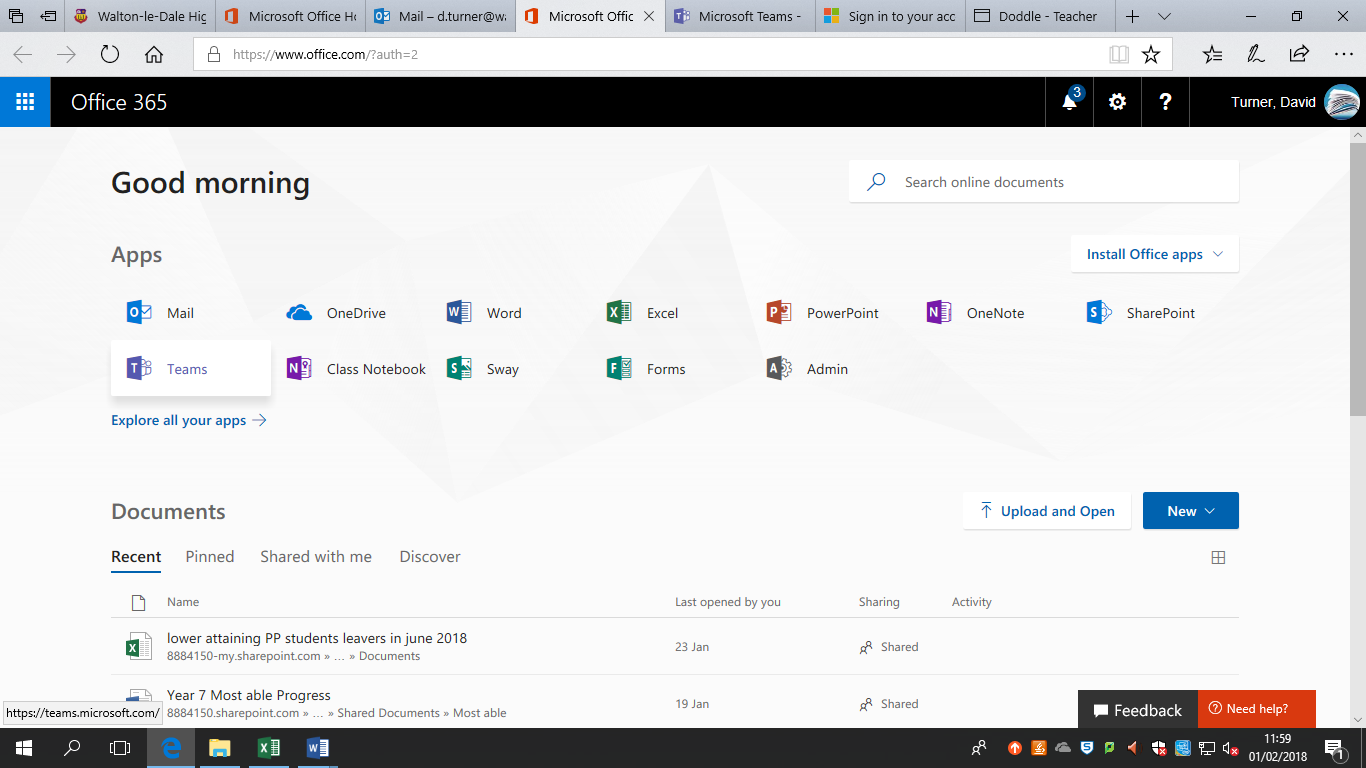 Walton-le-Dale Hig
Microsoft Office Ho
Mail – d.turner@wa
Microsoft Offic
Microsoft Teams -
Sign in to your acc
Doddle - Teacher
https://www.office.com/?auth=2
Office 365
3
?
Turner, David
Good morning
Search online documents
Apps
Install Office apps
Mail
OneDrive
Word
Excel
PowerPoint
OneNote
SharePoint
Teams
Class Notebook
Sway
Forms
Admin
Explore all your apps
Documents
Upload and Open
New
Recent
Pinned
Shared with me
Discover
Name
Last opened by you
Sharing
Activity
lower attaining PP students leavers in june 2018
8884150-my.sharepoint.com » ... » Documents
23 Jan
Shared
Year 7 Most able Progress
8884150.sharepoint.com » ... » Shared Documents » Most able
19 Jan
Shared
https://teams.microsoft.com/
Feedback
Need help?
11:59
01/02/2018
1